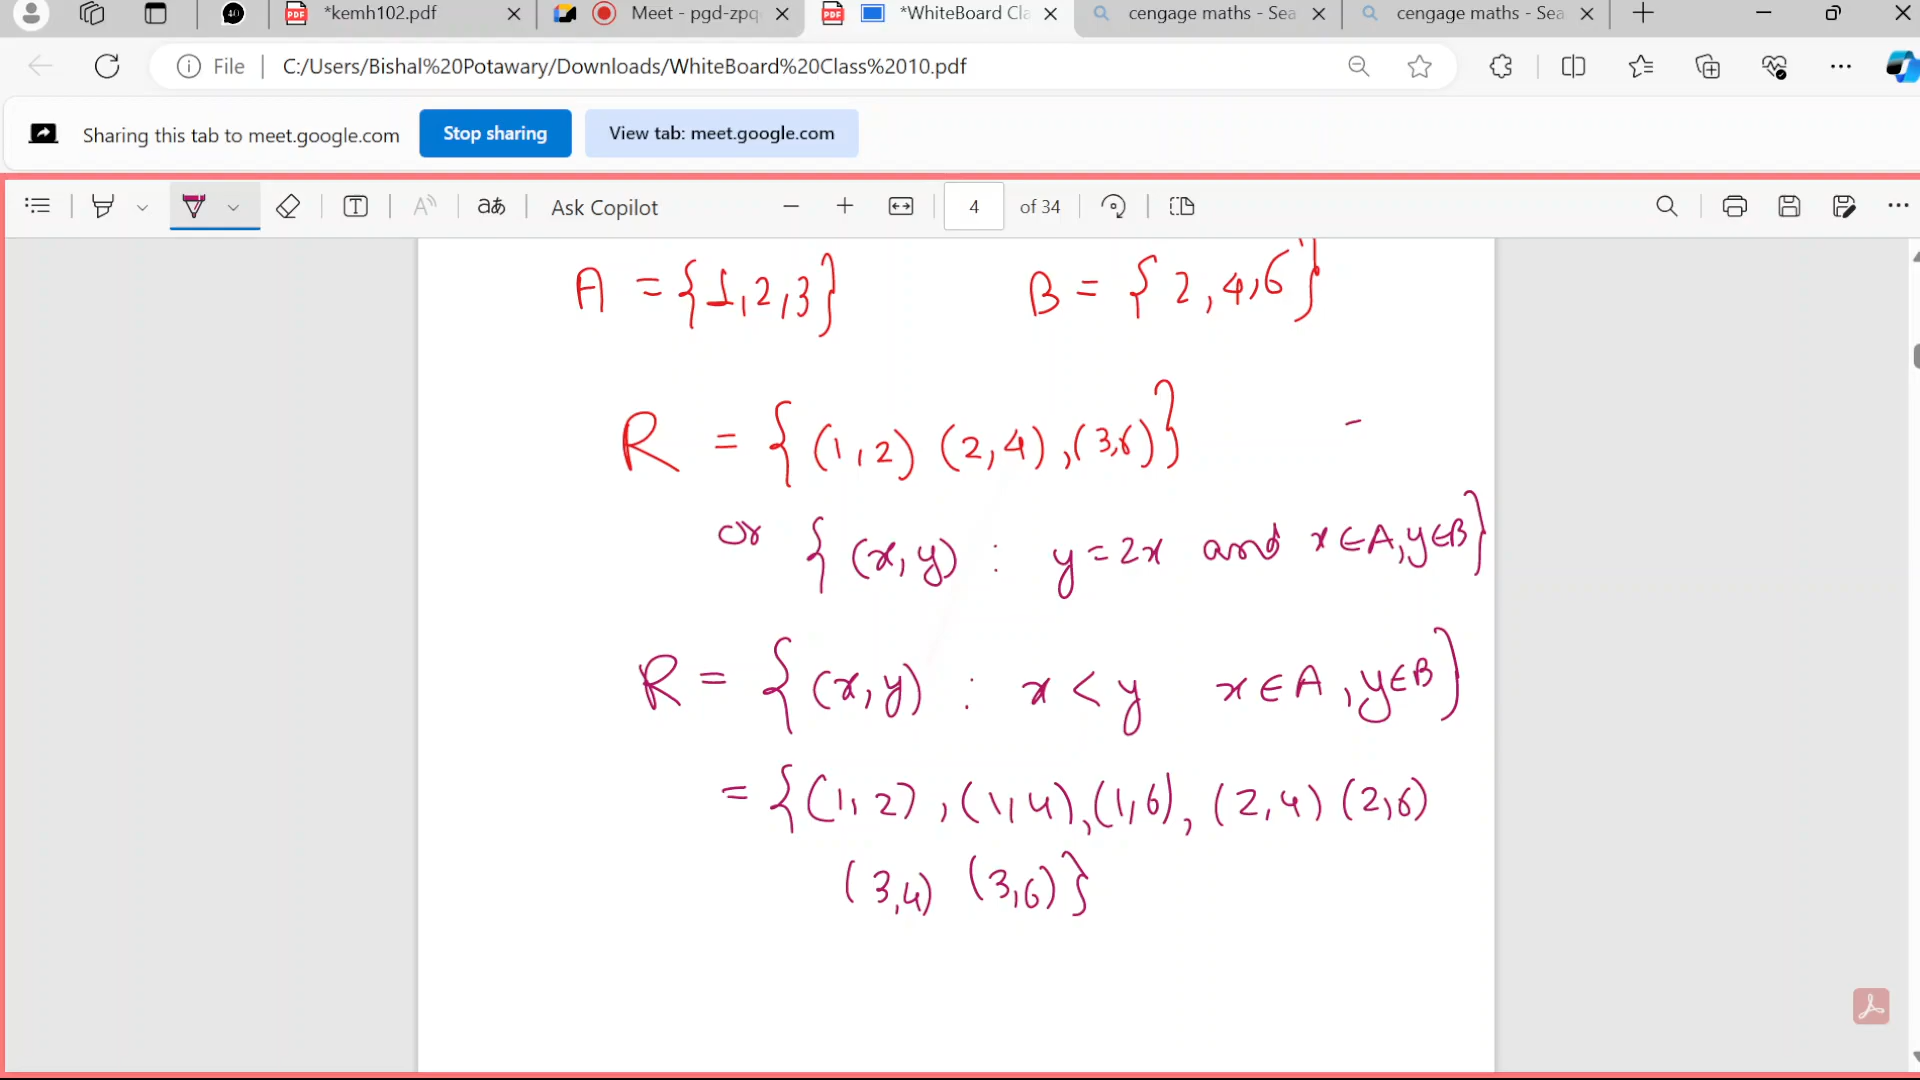 *kemh102.pdf
Meet - pgd-zpq
*WhiteBoard Cla
cengage maths - Sea
cengage maths - Sea
File
C:/Users/Bishal%20Potawary/Downloads/WhiteBoard%20Class%2010.pdf
Sharing this tab to meet.google.com
Stop sharing
View tab: meet.google.com
Ask Copilot
4
of 34
A = {1,2,3} B = {2,4,6}
R = {(1,2) (2,4),(3,6)}
or {(x,y) : y=2x and x∈A,y∈B}
R = {(x,y) : x < y x∈A,y∈B}
= {(1,2),(1,4),(1,6),(2,4)(2,6)
(3,4) (3,6)}